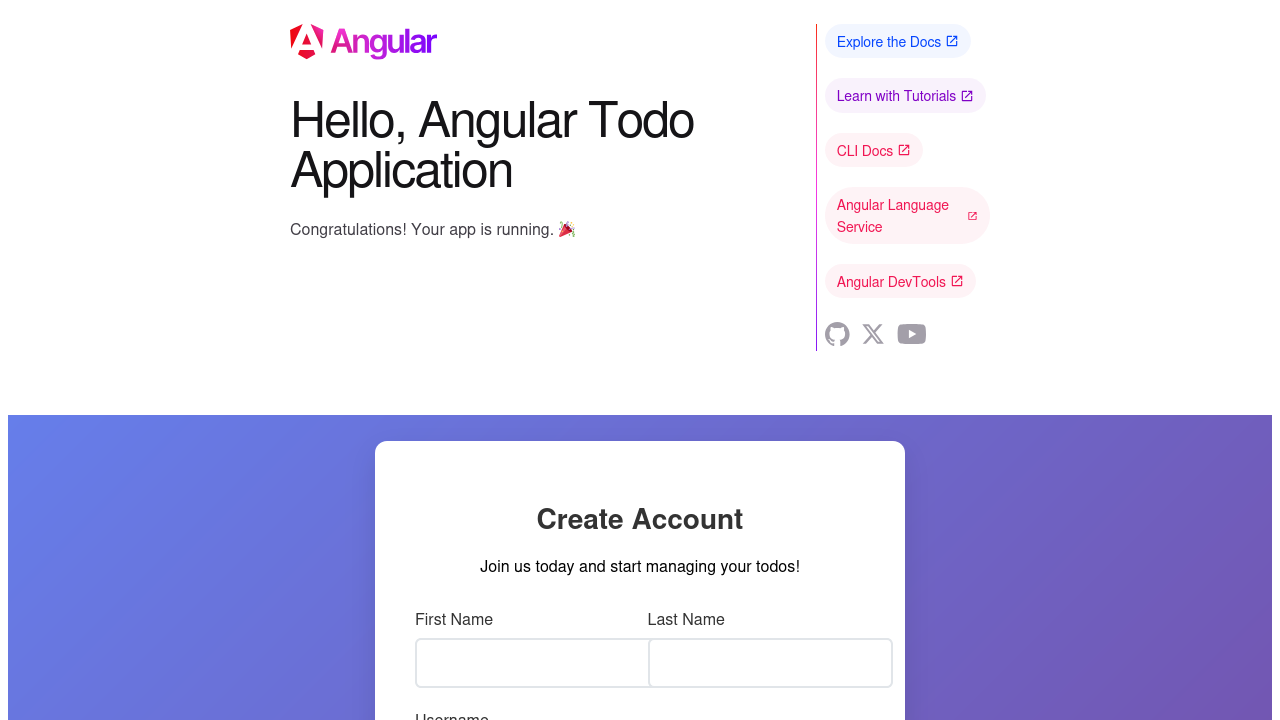 Angular
Hello, Angular Todo
Application
Congratulations! Your app is running. 🎉
Explore the Docs
Learn with Tutorials
CLI Docs
Angular Language
Service
Angular DevTools
Create Account
Join us today and start managing your todos!
First Name
Last Name
Username